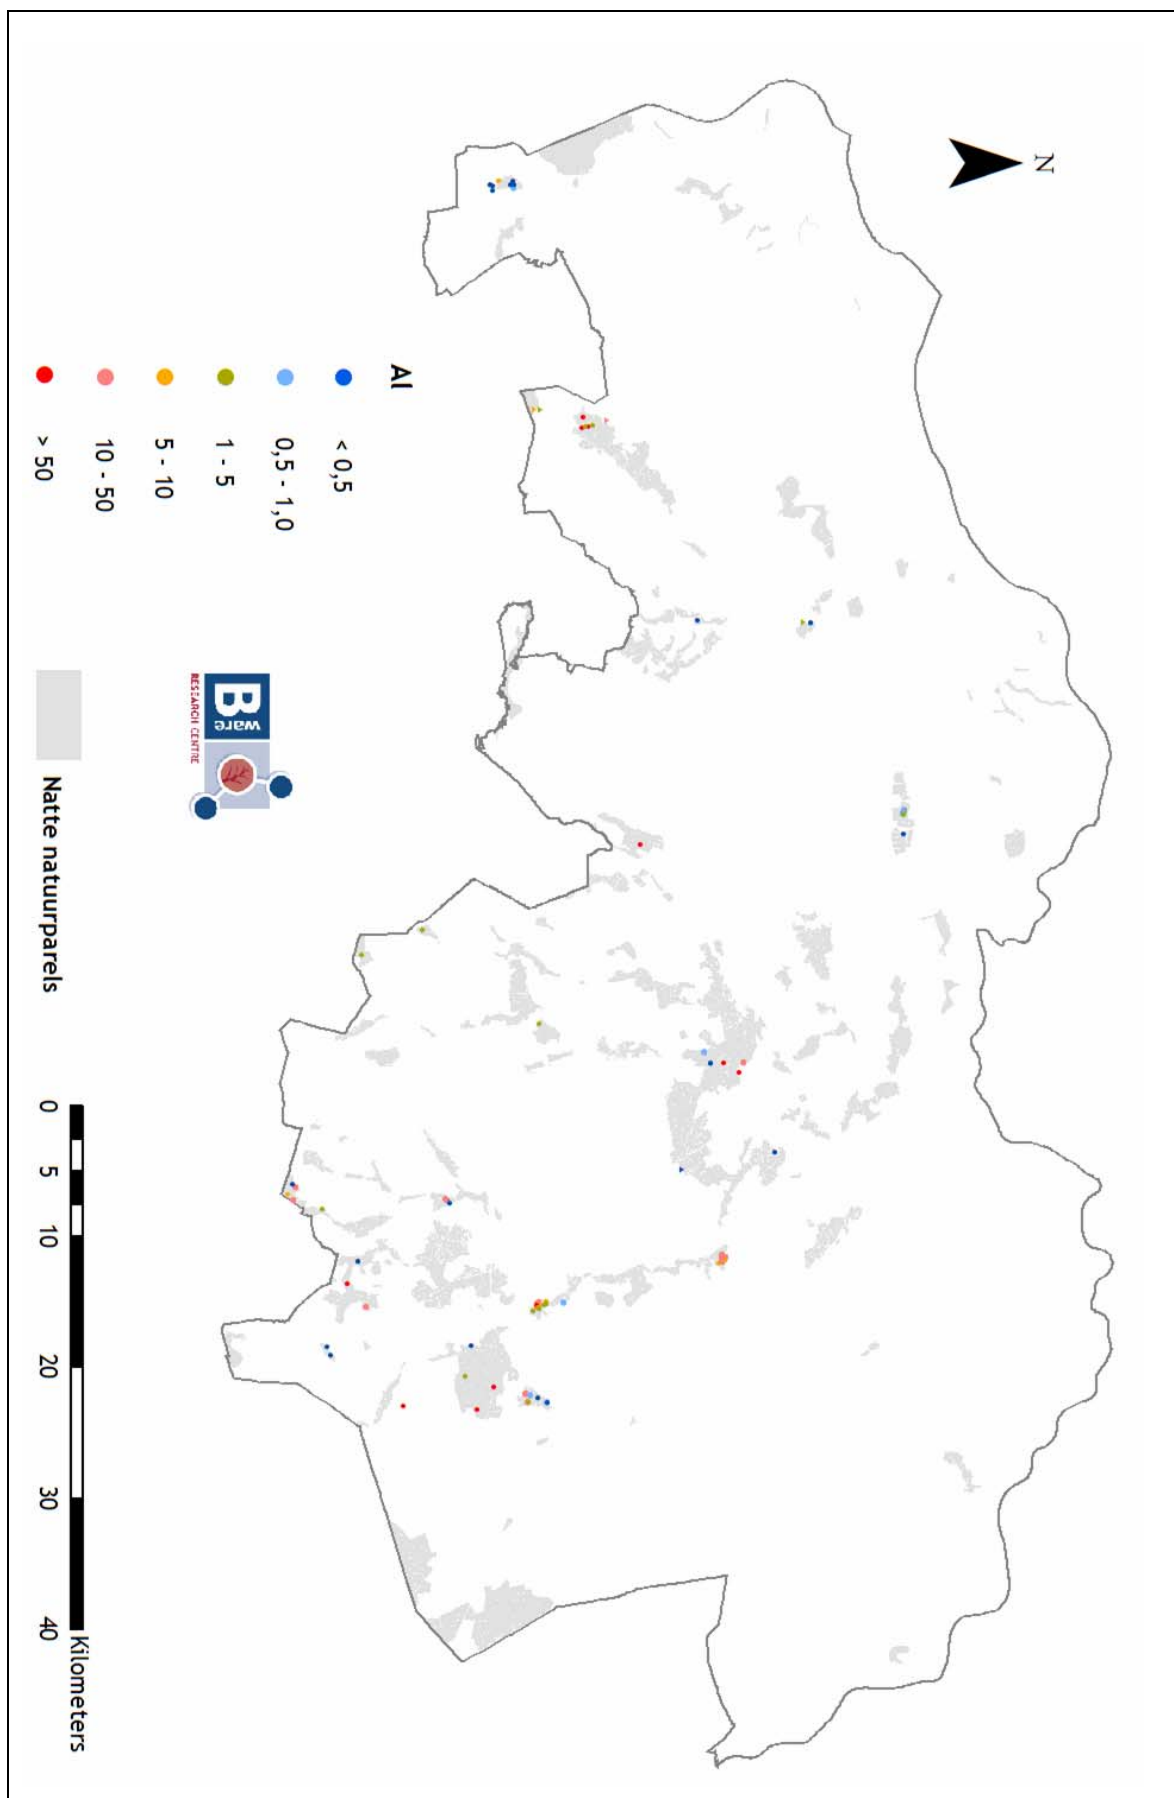 N
Al
< 0,5
0,5 - 1,0
1 - 5
5 - 10
10 - 50
> 50
B ware
RESEARCH CENTRE
Natte natuurparels
0 5 10 20 30 40
Kilometers